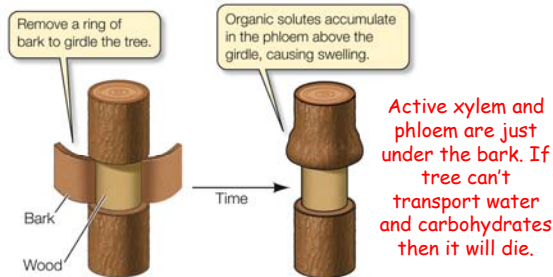 Remove a ring of
bark to girdle the tree.
Organic solutes accumulate
in the phloem above the
girdle, causing swelling.
Bark
Wood
Time
Active xylem and
phloem are just
under the bark. If
tree can't
transport water
and carbohydrates
then it will die.